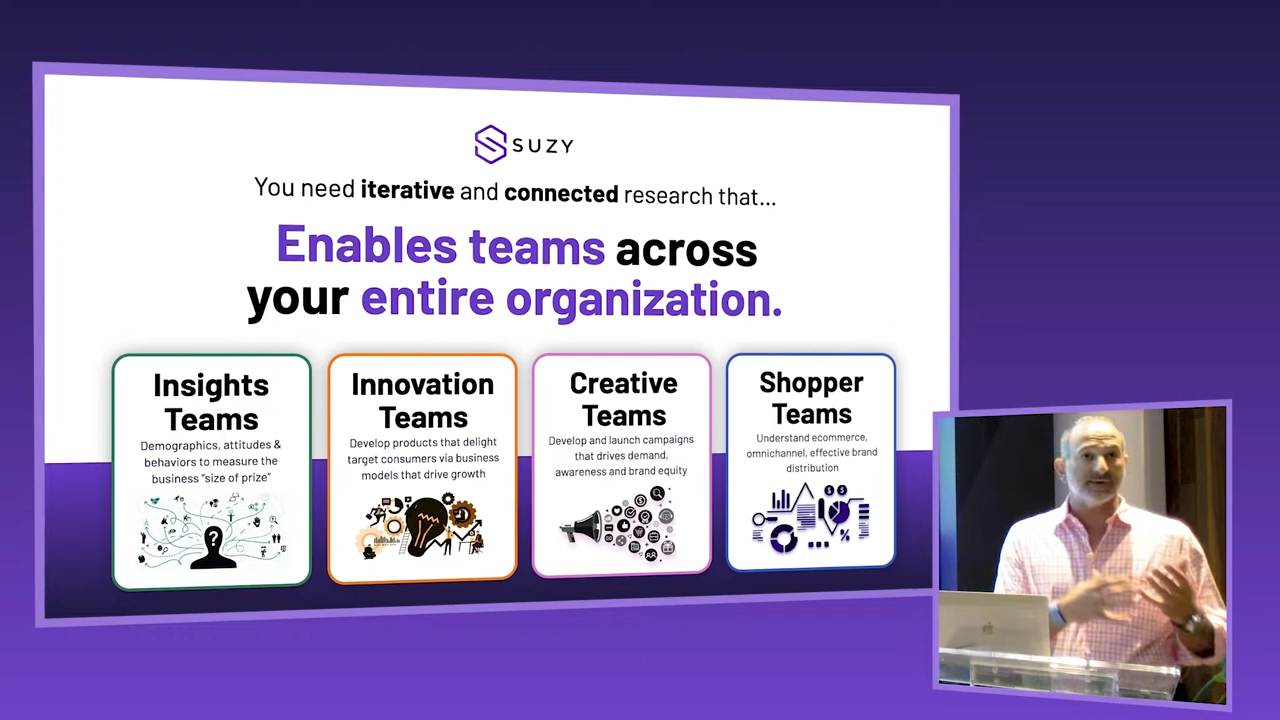 SUZY
You need iterative and connected research that...
Enables teams across
your entire organization.
Insights
Teams
Demographics, attitudes &
behaviors to measure the
business “size of prize”
Innovation
Teams
Develop products that delight
target consumers via business
models that drive growth
Creative
Teams
Develop and launch campaigns
that drives demand,
awareness and brand equity
Shopper
Teams
Understand ecommerce,
omnichannel, effective brand
distribution
?
$ $
%